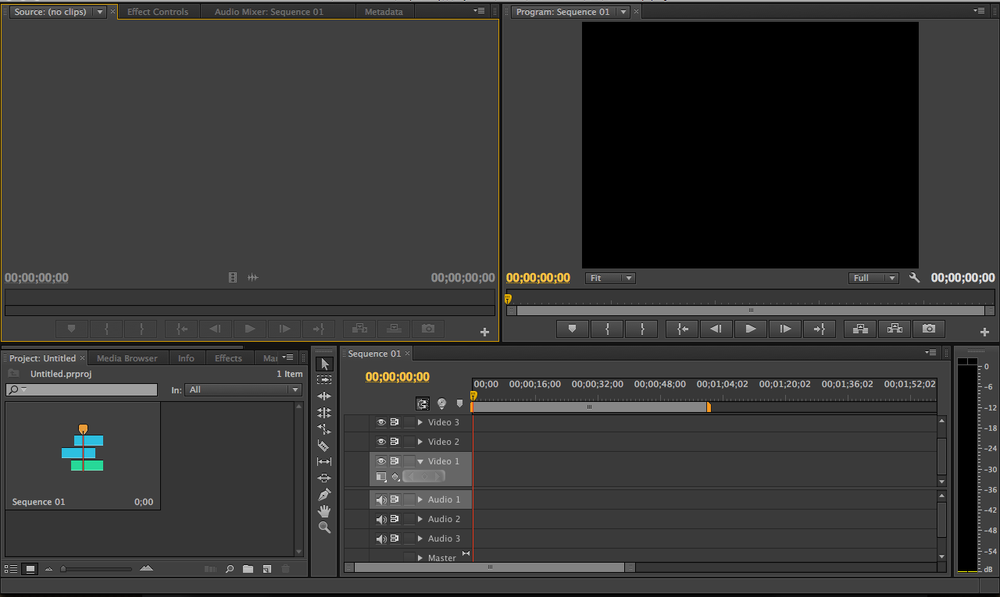 Source: (no clips)
Effect Controls
Audio Mixer: Sequence 01
Metadata
Program: Sequence 01
00;00;00;00
00;00;00;00
00;00;00;00
Fit
Full
00;00;00;00
Project: Untitled
Media Browser
Info
Effects
Ma
Untitled.prproj
1 Item
In:
All
Sequence 01
0;00
Sequence 01
00;00;00;00
00;00
00;00;16;00
00;00;32;00
00;00;48;00
00;01;04;02
00;01;20;02
00;01;36;02
00;01;52;02
Video 3
Video 2
Video 1
Audio 1
Audio 2
Audio 3
Master
0
-6
-12
-18
-24
-30
-36
-42
-48
-54
dB